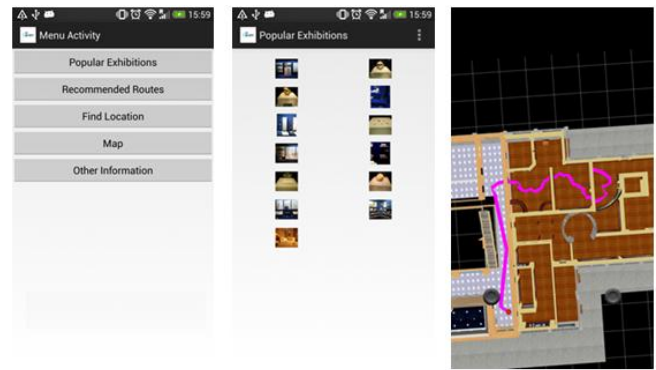 15:59
Menu Activity
Popular Exhibitions
Recommended Routes
Find Location
Map
Other Information
15:59
Popular Exhibitions